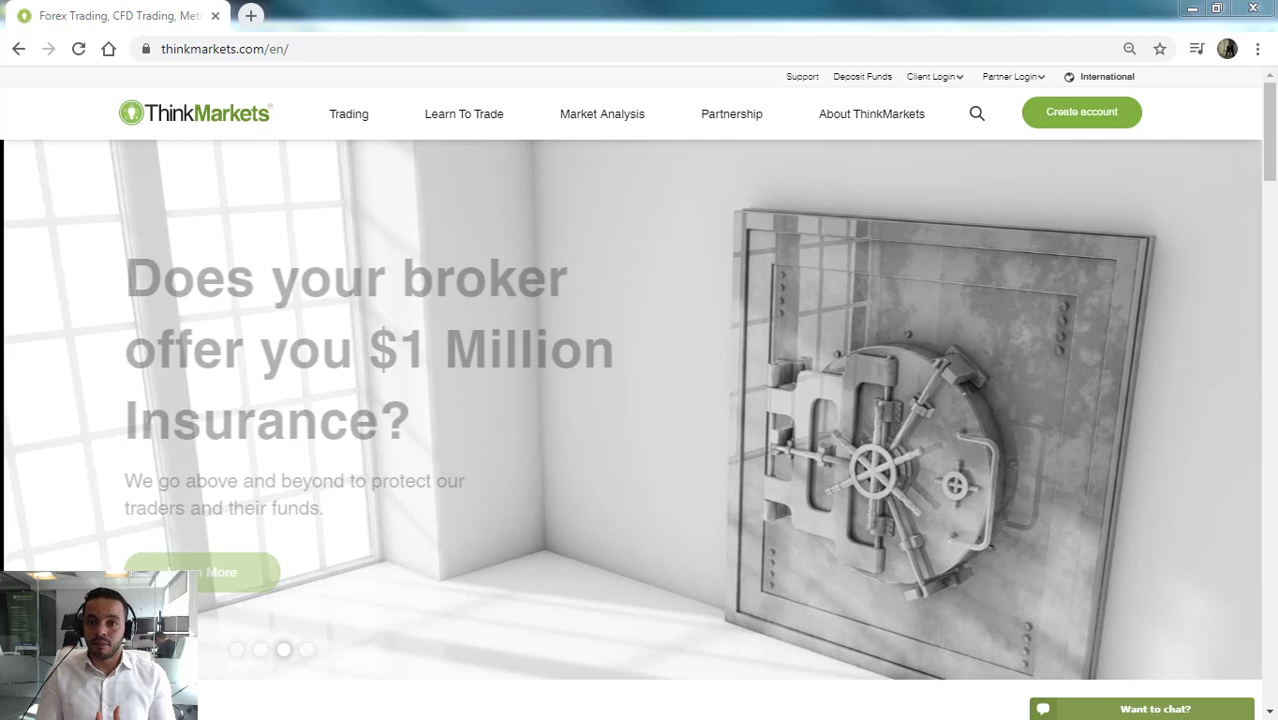 Forex Trading, CFD Trading, Met
thinkmarkets.com/en/
Support
Deposit Funds
Client Login
Partner Login
International
ThinkMarkets
Trading
Learn To Trade
Market Analysis
Partnership
About ThinkMarkets
Create account
Does your broker
offer you $1 Million
Insurance?
We go above and beyond to protect our
traders and their funds.
More
Want to chat?